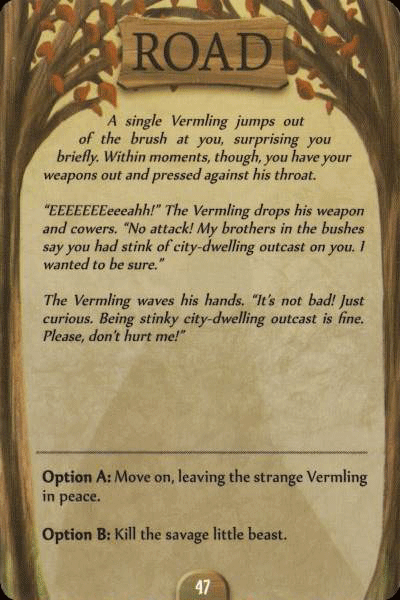 ROAD
A single Vermling jumps out
of the brush at you, surprising you
briefly. Within moments, though, you have your
weapons out and pressed against his throat.
“EEEEEEEeeeahh!” The Vermling drops his weapon
and cowers. “No attack! My brothers in the bushes
say you had stink of city-dwelling outcast on you. I
wanted to be sure.”
The Vermling waves his hands. “It’s not bad! Just
curious. Being stinky city-dwelling outcast is fine.
Please, don’t hurt me!”
Option A: Move on, leaving the strange Vermling
in peace.
Option B: Kill the savage little beast.
47